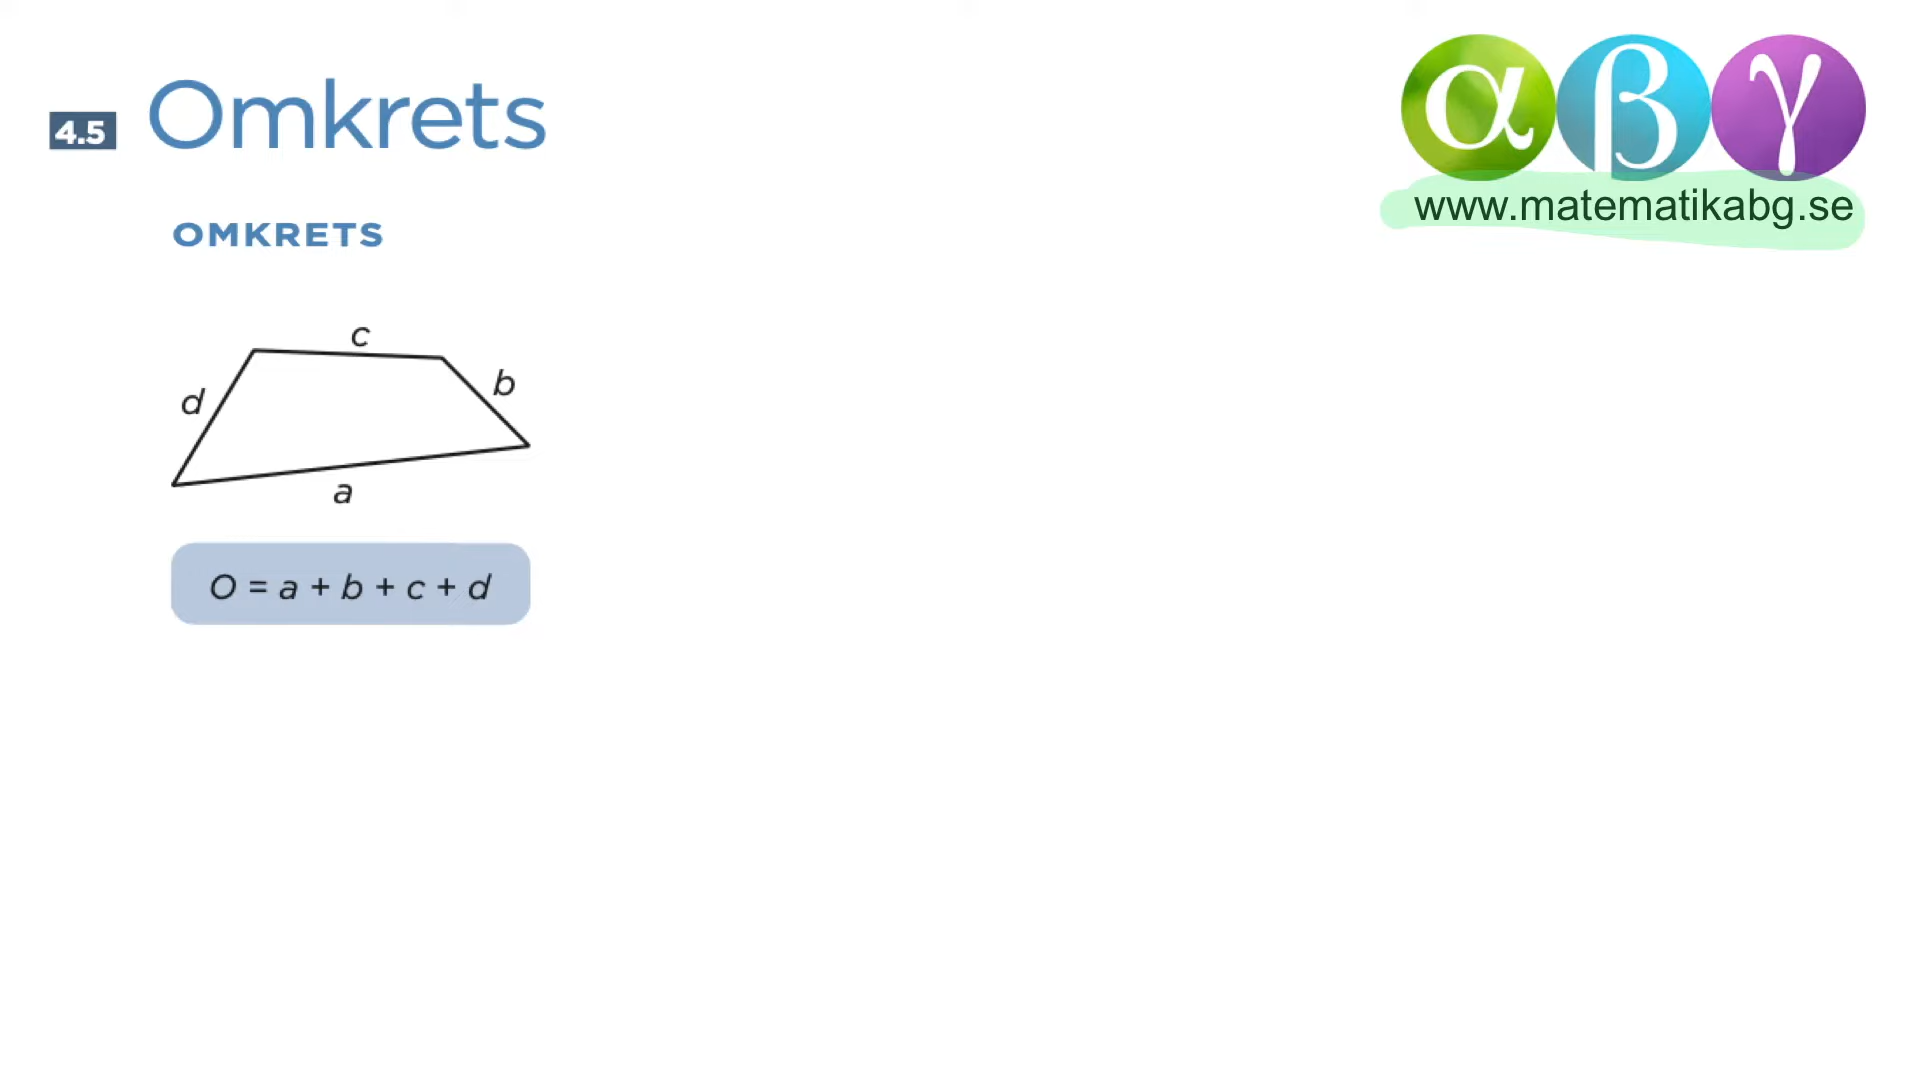 4.5 Omkrets
α β γ
www.matematikabg.se
OMKRETS
c
d
b
a
O = a + b + c + d